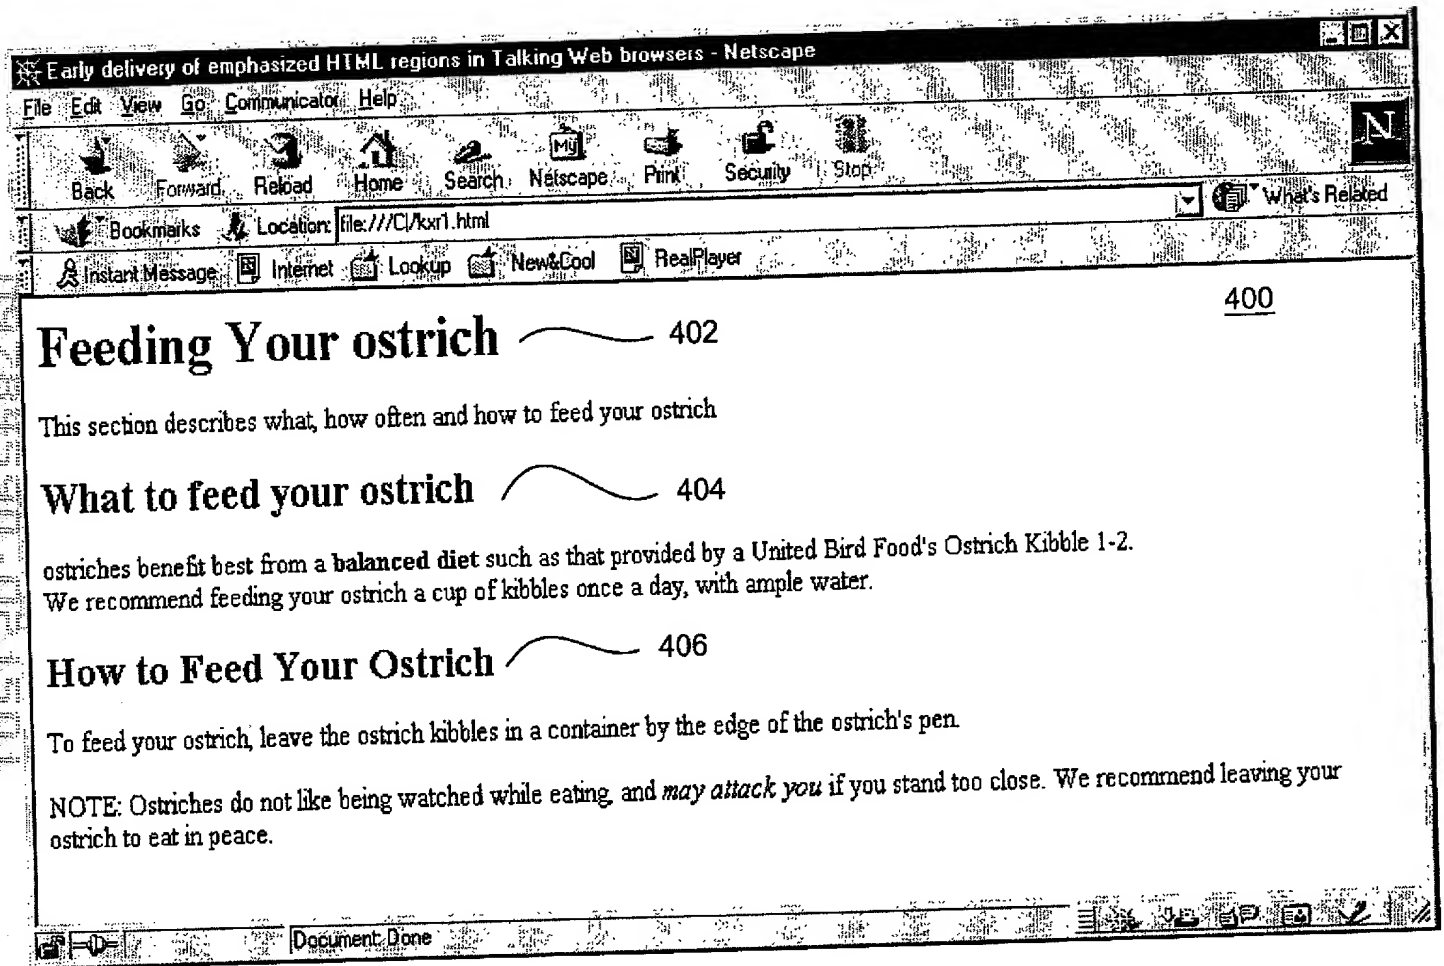 Early delivery of emphasized HTML regions in Talking Web browsers - Netscape
File Edit View Go Communicator Help
Back Forward Reload Home Search Netscape Print Security Stop
My
N
Bookmarks Location: file:///C|/kxr1.html What's Related
Instant Message Internet Lookup New&Cool RealPlayer
400
Feeding Your ostrich 402
This section describes what, how often and how to feed your ostrich
What to feed your ostrich 404
ostriches benefit best from a balanced diet such as that provided by a United Bird Food's Ostrich Kibble 1-2.
We recommend feeding your ostrich a cup of kibbles once a day, with ample water.
How to Feed Your Ostrich 406
To feed your ostrich, leave the ostrich kibbles in a container by the edge of the ostrich's pen.
NOTE: Ostriches do not like being watched while eating, and may attack you if you stand too close. We recommend leaving your
ostrich to eat in peace.
Document: Done